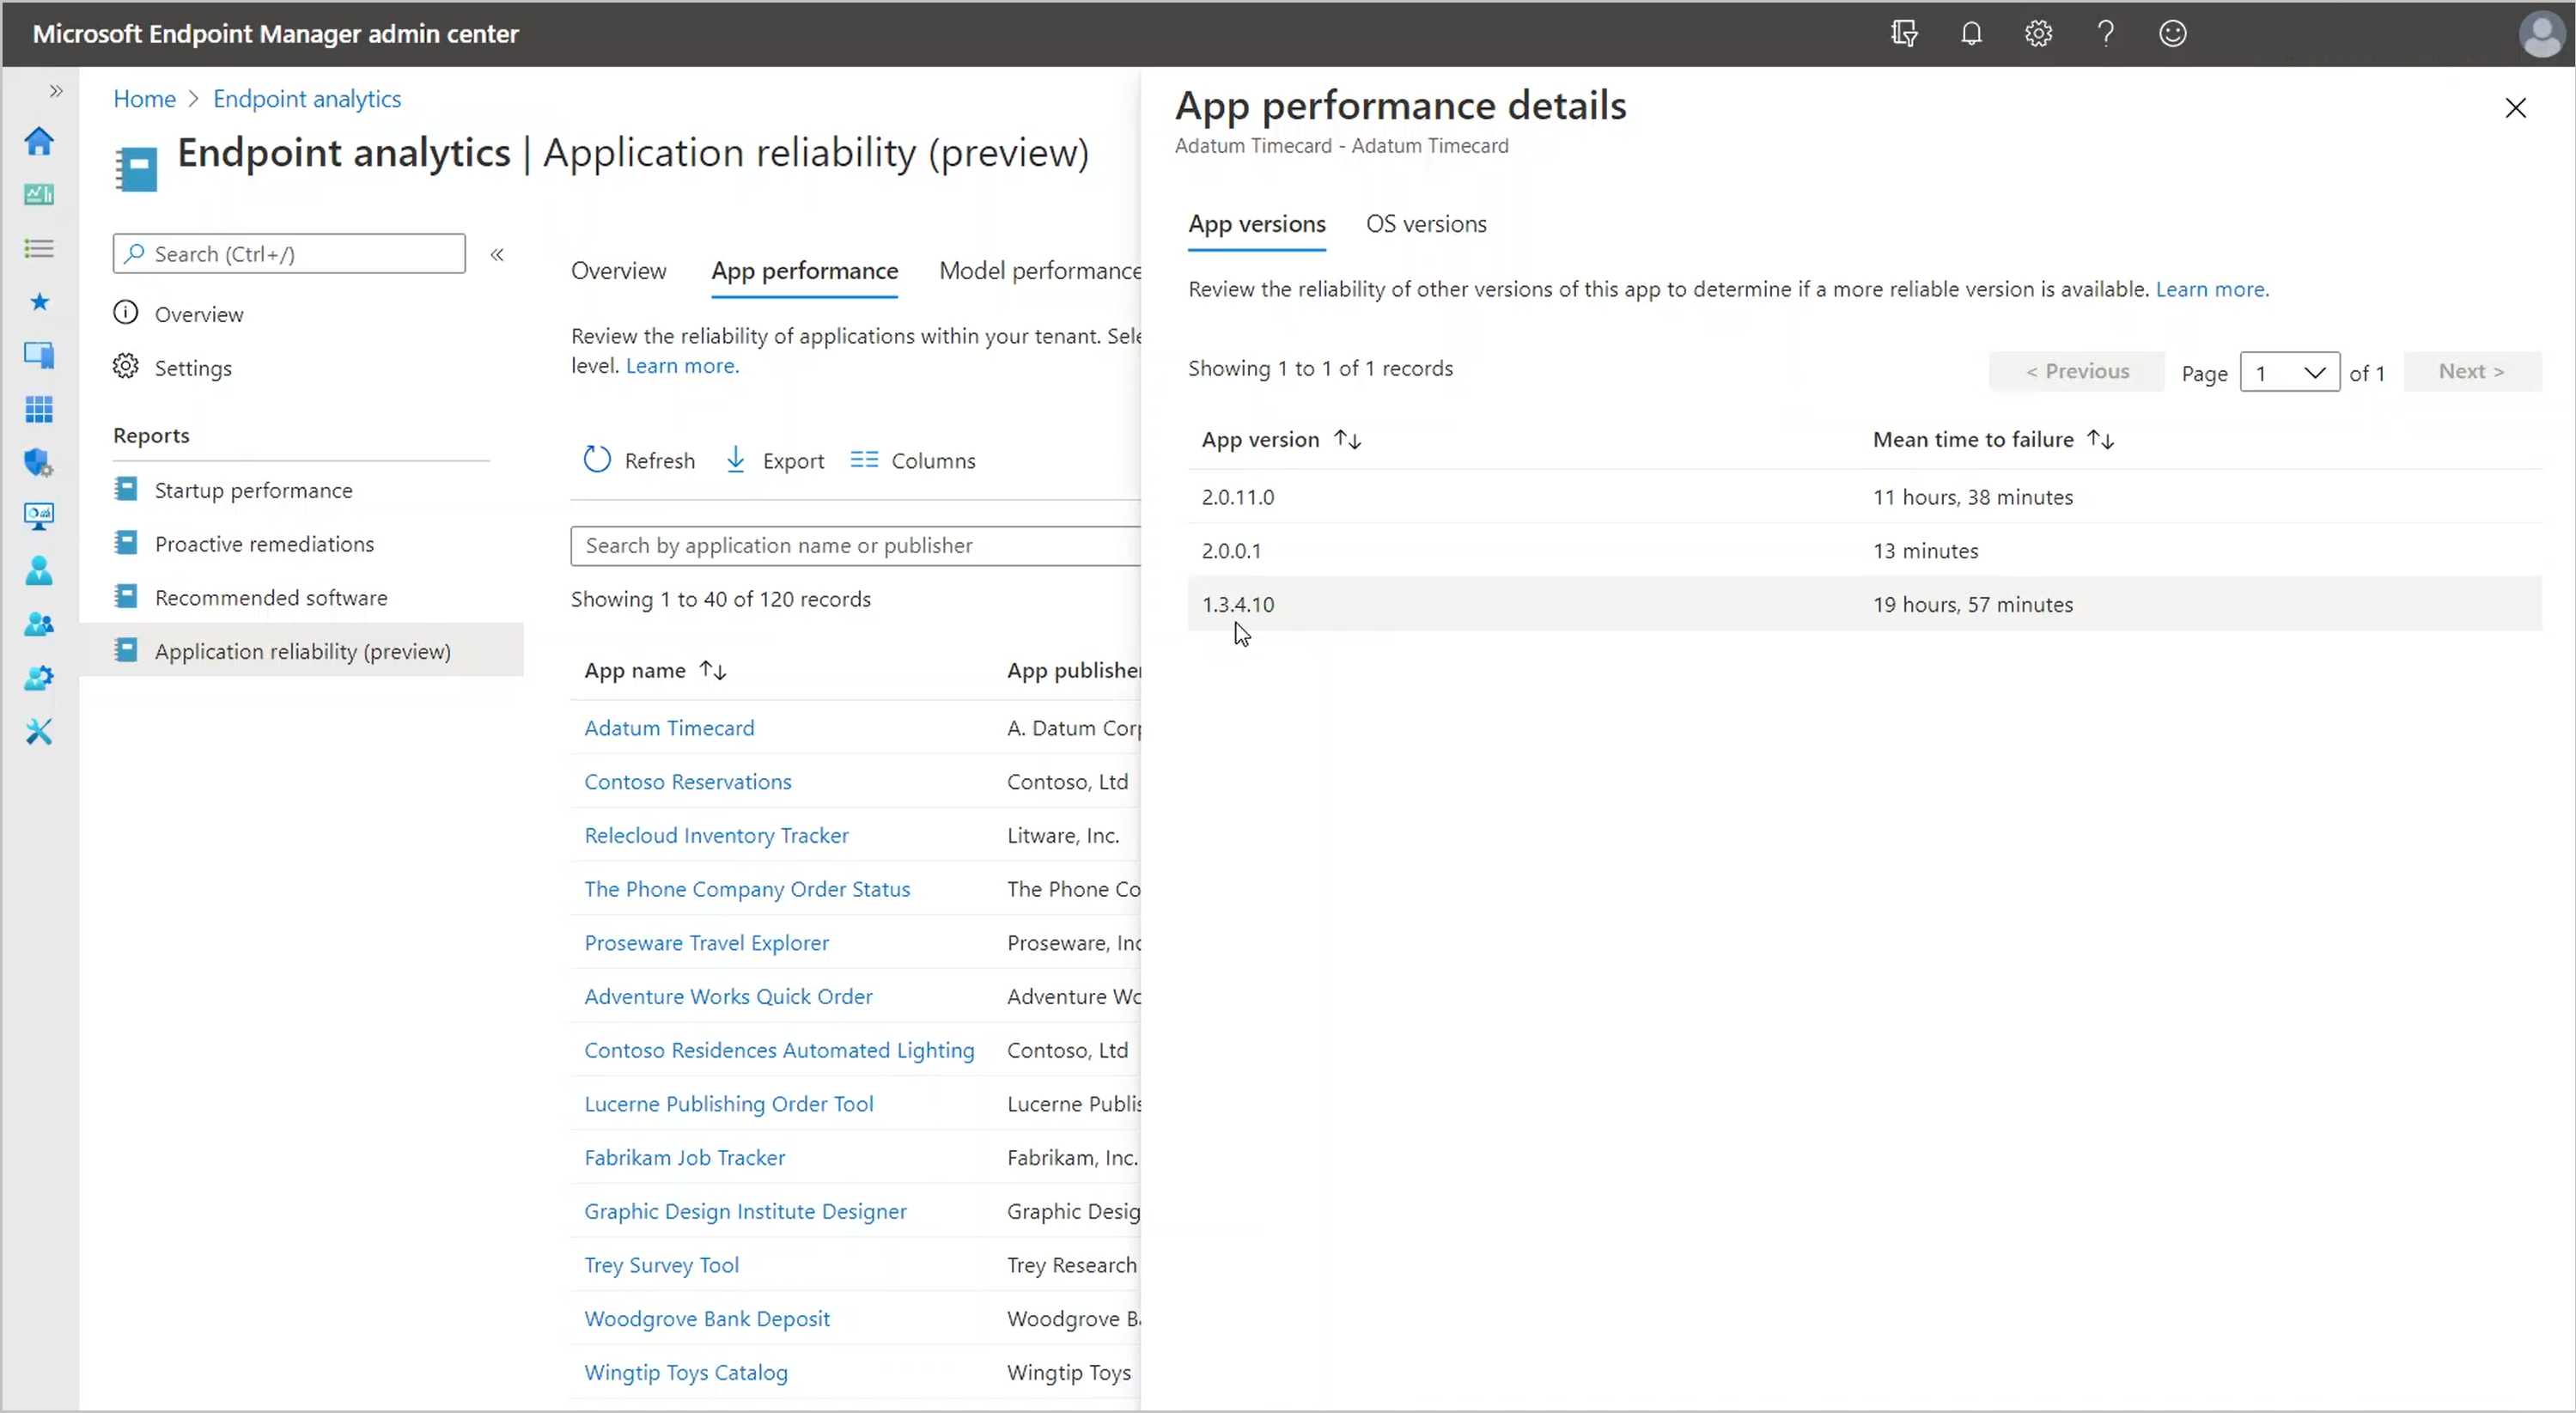 Microsoft Endpoint Manager admin center
Home > Endpoint analytics
Endpoint analytics | Application reliability (preview)
Search (Ctrl+/)
Overview
Settings
Reports
Startup performance
Proactive remediations
Recommended software
Application reliability (preview)
Overview App performance Model performance
Review the reliability of applications within your tenant. Sele
level. Learn more.
Refresh Export Columns
Search by application name or publisher
Showing 1 to 40 of 120 records
App name App publisher
Adatum Timecard A. Datum Corp
Contoso Reservations Contoso, Ltd
Relecloud Inventory Tracker Litware, Inc.
The Phone Company Order Status The Phone Co
Proseware Travel Explorer Proseware, Inc
Adventure Works Quick Order Adventure Wo
Contoso Residences Automated Lighting Contoso, Ltd
Lucerne Publishing Order Tool Lucerne Publis
Fabrikam Job Tracker Fabrikam, Inc.
Graphic Design Institute Designer Graphic Desig
Trey Survey Tool Trey Research
Woodgrove Bank Deposit Woodgrove Ba
Wingtip Toys Catalog Wingtip Toys
App performance details
Adatum Timecard - Adatum Timecard
App versions OS versions
Review the reliability of other versions of this app to determine if a more reliable version is available. Learn more.
Showing 1 to 1 of 1 records
< Previous Page 1 of 1 Next >
App version Mean time to failure
2.0.11.0 11 hours, 38 minutes
2.0.0.1 13 minutes
1.3.4.10 19 hours, 57 minutes